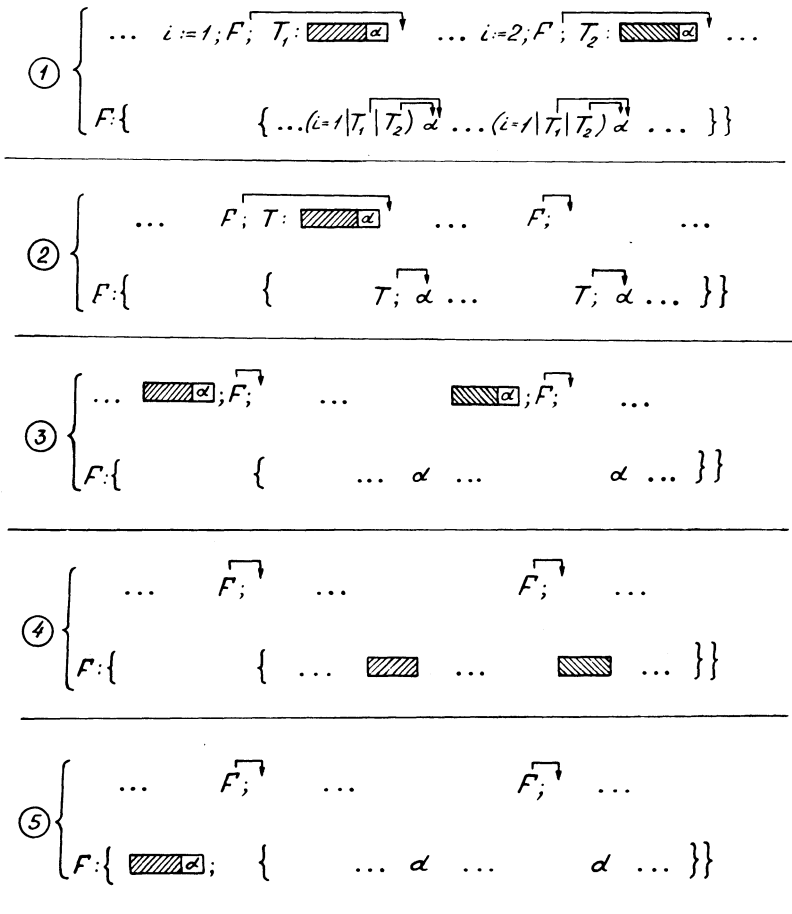 ① { ... i:=1; F; T₁: α ... i:=2; F; T₂: α ...
F:{ { ...(i=1|T₁|T₂) α ... (i=1|T₁|T₂) α ... }}
② { ... F; T: α ... F; ...
F:{ { T; α ... T; α ... }}
③ { ... α ; F; ... α ; F; ...
F:{ { ... α ... α ... }}
④ { ... F; ... F; ...
F:{ { ... ... ... }}
⑤ { ... F; ... F; ...
F:{ α ; { ... α ... α ... }}